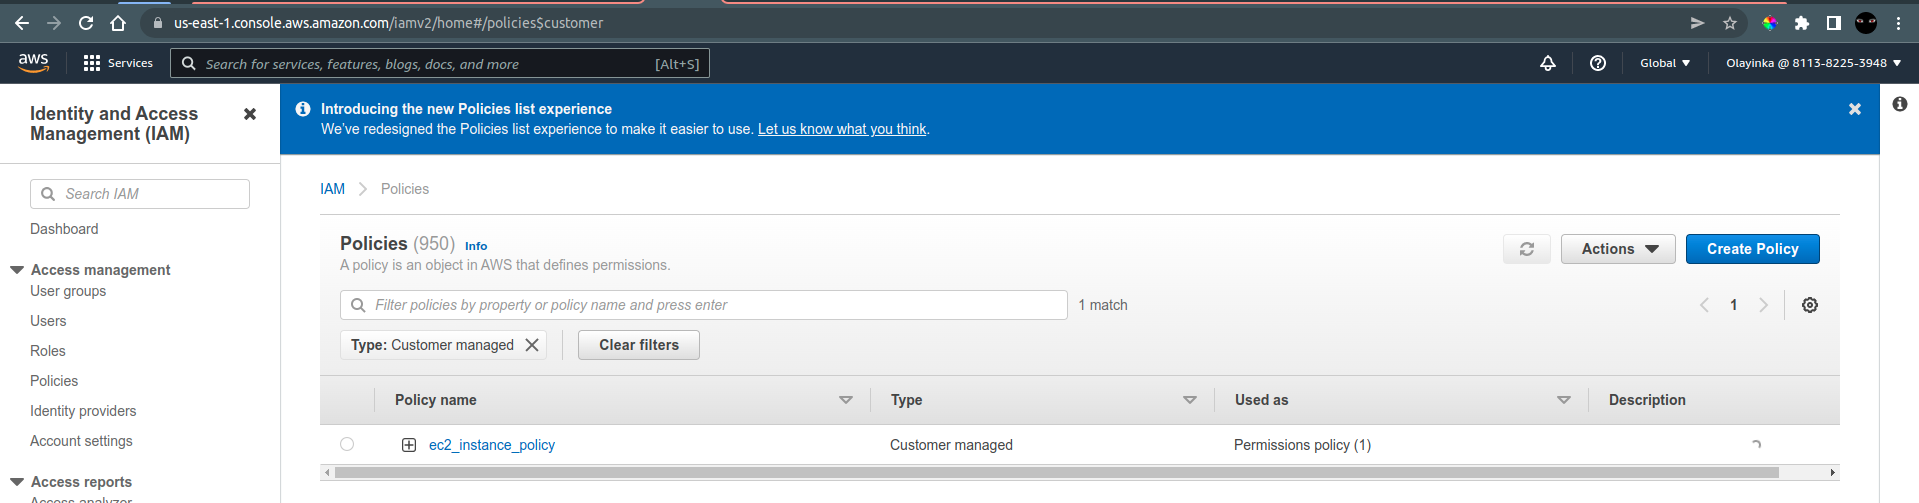 us-east-1.console.aws.amazon.com/iamv2/home#/policies$customer
aws
Services
Search for services, features, blogs, docs, and more
[Alt+S]
Global
Olayinka @ 8113-8225-3948
Identity and Access
Management (IAM)
Search IAM
Dashboard
Access management
User groups
Users
Roles
Policies
Identity providers
Account settings
Access reports
Access analyzer
Introducing the new Policies list experience
We've redesigned the Policies list experience to make it easier to use. Let us know what you think.
IAM
Policies
Policies (950) Info
A policy is an object in AWS that defines permissions.
Actions
Create Policy
Filter policies by property or policy name and press enter
1 match
1
Type: Customer managed
Clear filters
Policy name
Type
Used as
Description
ec2_instance_policy
Customer managed
Permissions policy (1)